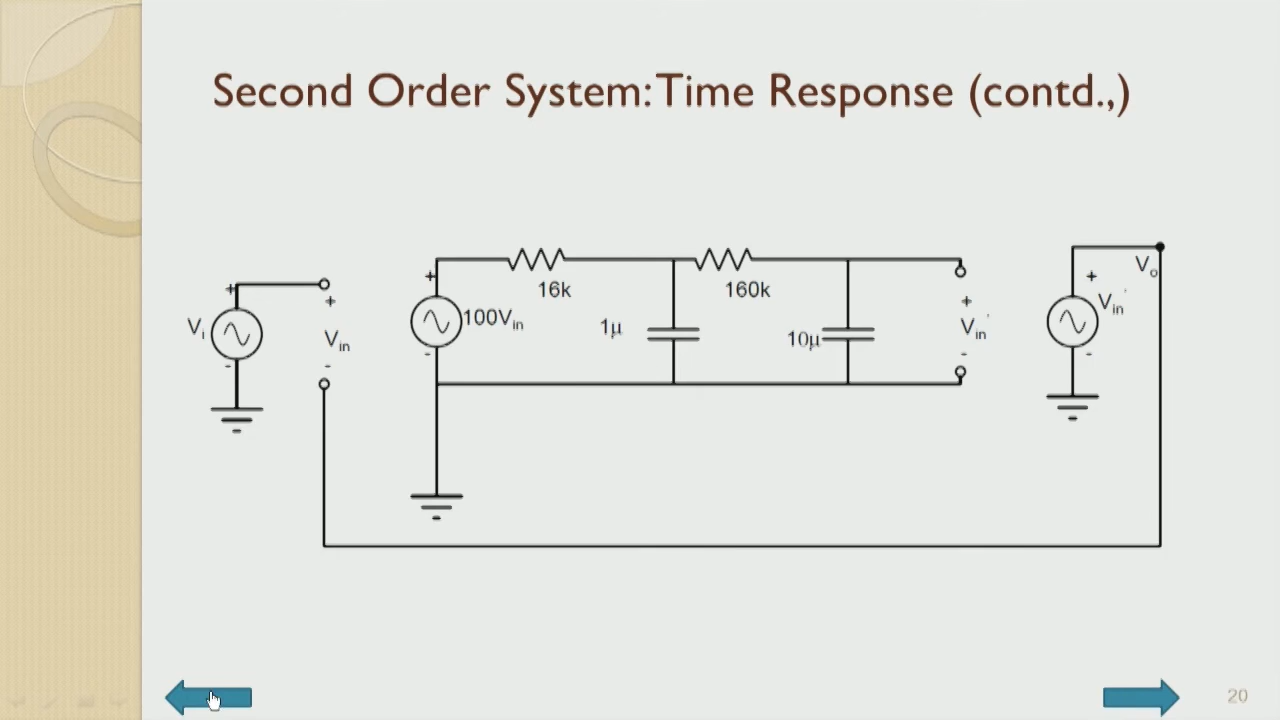 Second Order System: Time Response (contd.,)
+
Vi
-
+
Vin
-
+
100Vin
-
16k
1μ
160k
10μ
+
Vin'
-
+
Vin'
-
Vo
20